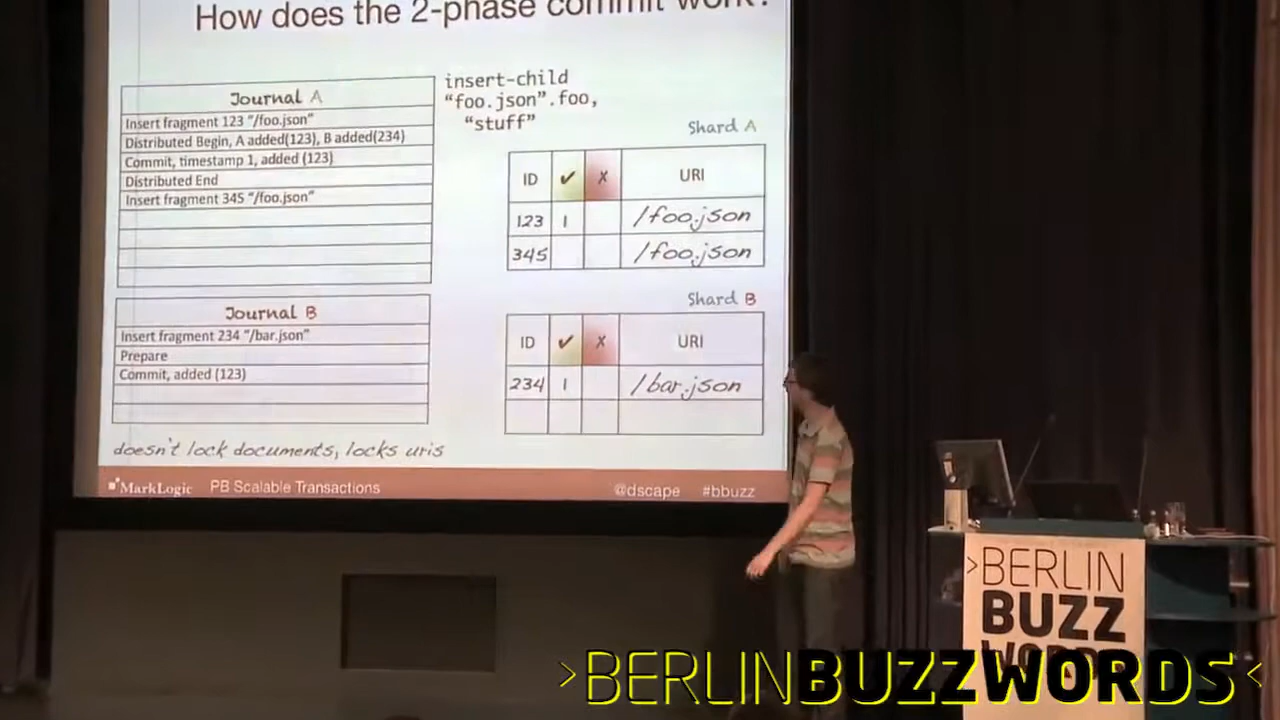 How does the 2-phase commit work?
Journal A
Insert fragment 123 "/foo.json"
Distributed Begin, A added(123), B added(234)
Commit, timestamp 1, added (123)
Distributed End
Insert fragment 345 "/foo.json"
insert-child
"foo.json".foo,
"stuff"
Shard A
ID ✔ ✗ URI
123 1 /foo.json
345 /foo.json
Journal B
Insert fragment 234 "/bar.json"
Prepare
Commit, added (123)
Shard B
ID ✔ ✗ URI
234 1 /bar.json
doesn't lock documents, locks uris
MarkLogic PB Scalable Transactions @dscape #bbuzz
>BERLIN
BUZZ
WORDS
>BERLINBUZZWORDS<